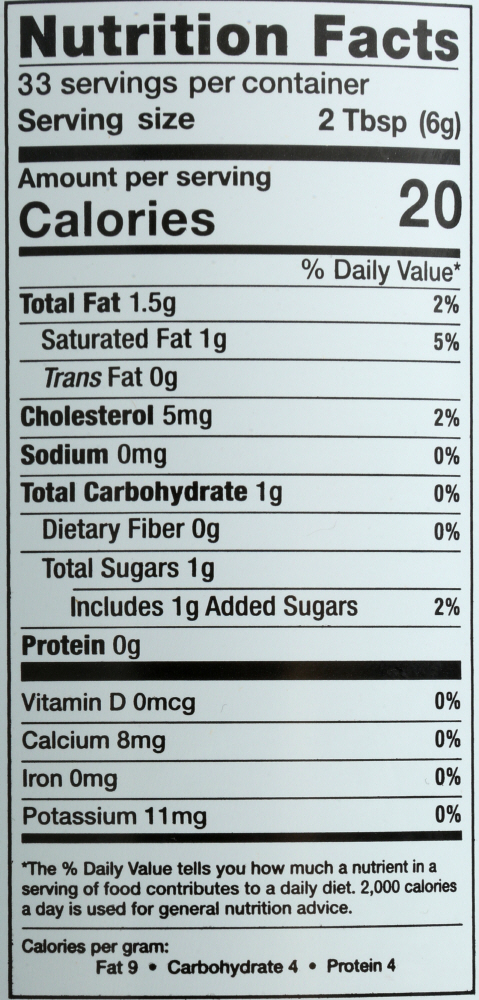 Nutrition Facts
33 servings per container
Serving size 2 Tbsp (6g)
Amount per serving
Calories 20
% Daily Value*
Total Fat 1.5g 2%
Saturated Fat 1g 5%
Trans Fat 0g
Cholesterol 5mg 2%
Sodium 0mg 0%
Total Carbohydrate 1g 0%
Dietary Fiber 0g 0%
Total Sugars 1g
Includes 1g Added Sugars 2%
Protein 0g
Vitamin D 0mcg 0%
Calcium 8mg 0%
Iron 0mg 0%
Potassium 11mg 0%
*The % Daily Value tells you how much a nutrient in a
serving of food contributes to a daily diet. 2,000 calories
a day is used for general nutrition advice.
Calories per gram:
Fat 9 • Carbohydrate 4 • Protein 4